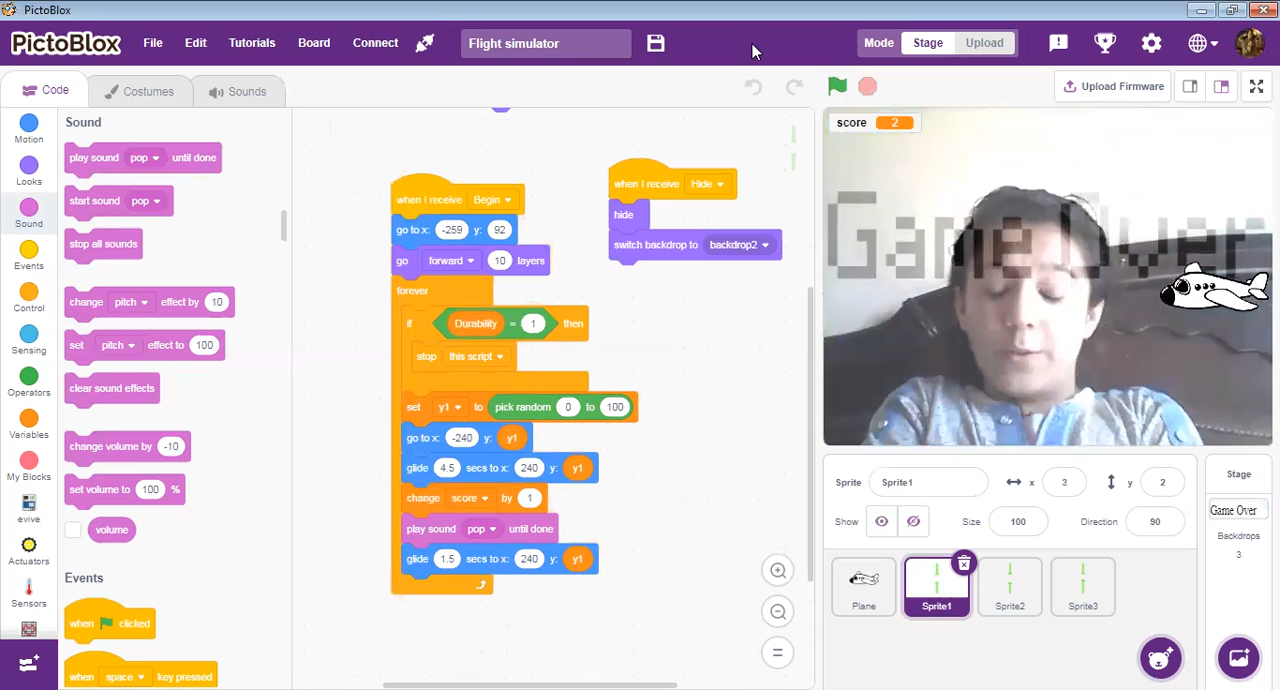 PictoBlox
PictoBlox File Edit Tutorials Board Connect Flight simulator Mode Stage Upload
Code Costumes Sounds Upload Firmware
Motion
Looks
Sound
Events
Control
Sensing
Operators
Variables
My Blocks
evive
Actuators
Sensors
Sound
play sound pop until done
start sound pop
stop all sounds
change pitch effect by 10
set pitch effect to 100
clear sound effects
change volume by -10
set volume to 100 %
volume
Events
when clicked
when space key pressed
when I receive Begin
go to x: -259 y: 92
go forward 10 layers
forever
if Durability = 1 then
stop this script
set y1 to pick random 0 to 100
go to x: -240 y: y1
glide 4.5 secs to x: 240 y: y1
change score by 1
play sound pop until done
glide 1.5 secs to x: 240 y: y1
when I receive Hide
hide
switch backdrop to backdrop2
score 2
Game Over
Sprite Sprite1 x 3 y 2
Show Size 100 Direction 90
Plane Sprite1 Sprite2 Sprite3
Stage
Game Over
Backdrops
3